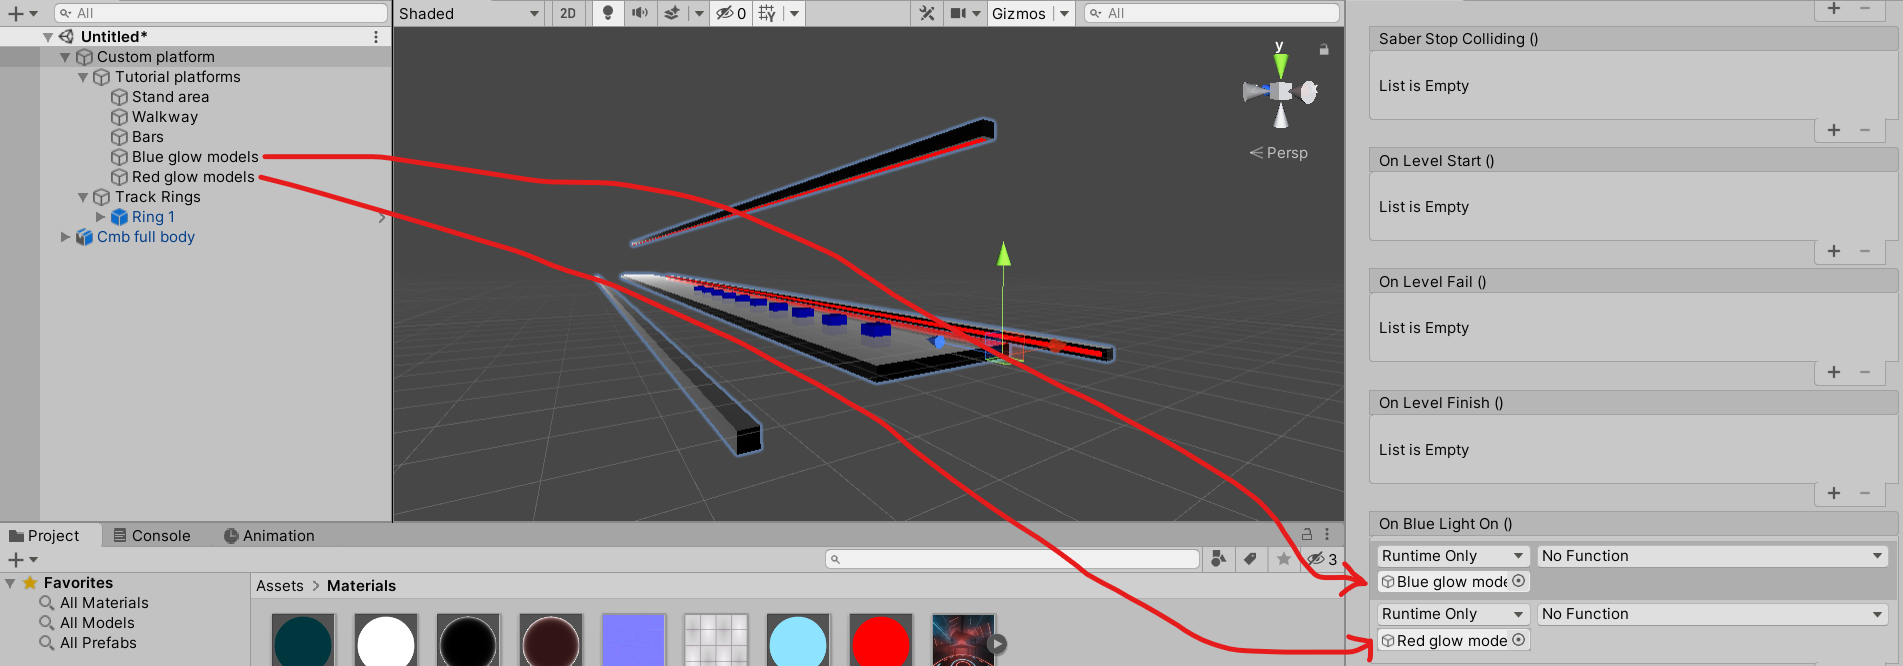 All
Shaded
2D
0
Gizmos
All
Untitled*
Custom platform
Tutorial platforms
Stand area
Walkway
Bars
Blue glow models
Red glow models
Track Rings
Ring 1
Cmb full body
y
x
Persp
Saber Stop Colliding ()
List is Empty
On Level Start ()
List is Empty
On Level Fail ()
List is Empty
On Level Finish ()
List is Empty
On Blue Light On ()
Runtime Only No Function
Blue glow mode
Runtime Only No Function
Red glow mode
Project Console Animation
3
Favorites
All Materials
All Models
All Prefabs
Assets > Materials